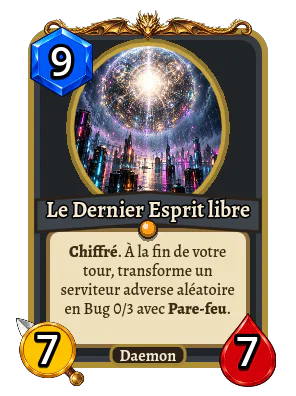 9
Le Dernier Esprit libre
Chiffré. À la fin de votre
tour, transforme un
serviteur adverse aléatoire
en Bug 0/3 avec Pare-feu.
7
7
Daemon